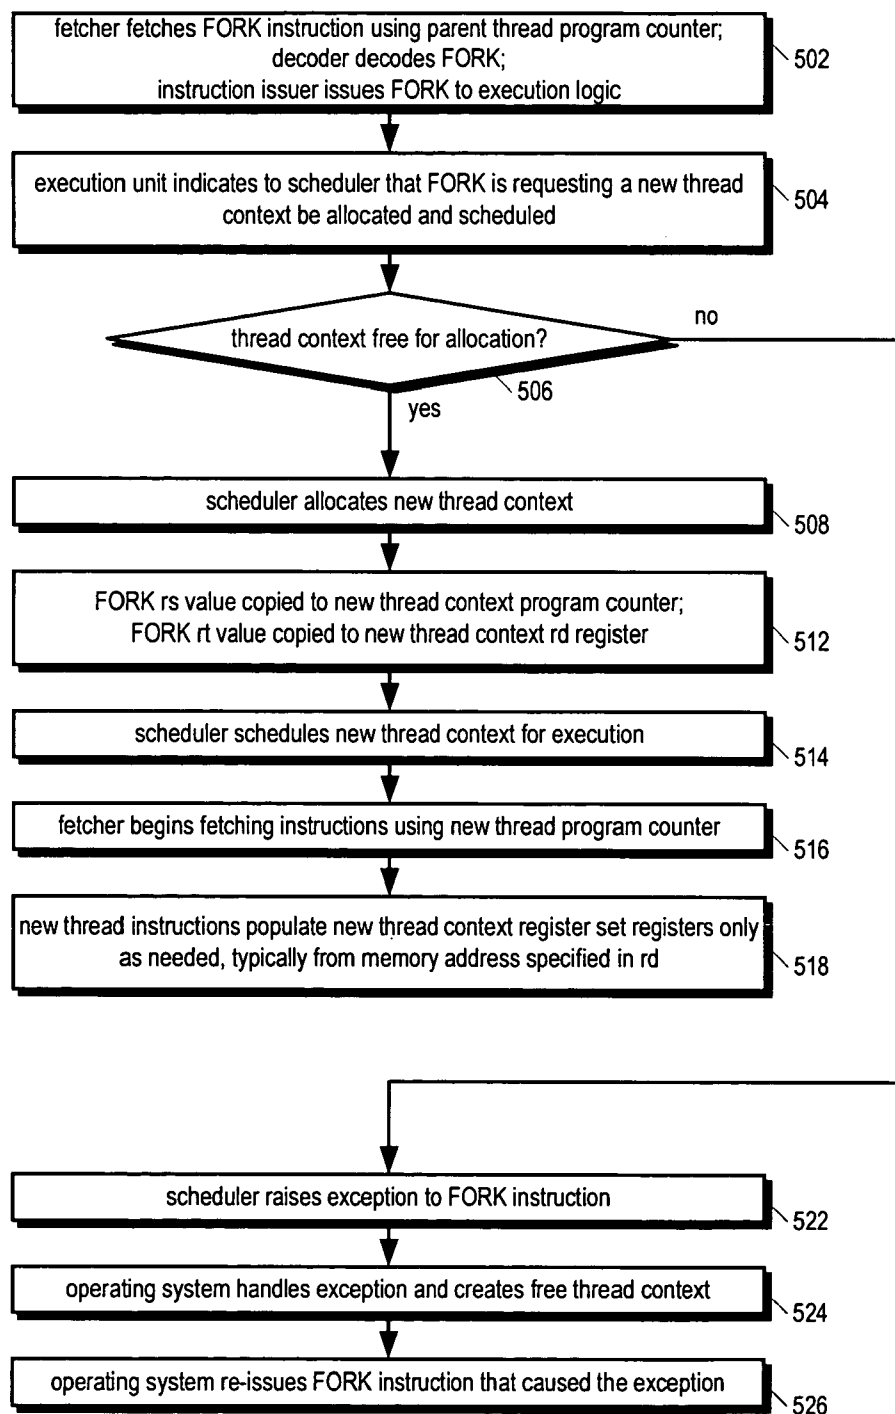 fetcher fetches FORK instruction using parent thread program counter;
decoder decodes FORK;
instruction issuer issues FORK to execution logic
502
execution unit indicates to scheduler that FORK is requesting a new thread
context be allocated and scheduled
504
thread context free for allocation?
no
506
yes
scheduler allocates new thread context
508
FORK rs value copied to new thread context program counter;
FORK rt value copied to new thread context rd register
512
scheduler schedules new thread context for execution
514
fetcher begins fetching instructions using new thread program counter
516
new thread instructions populate new thread context register set registers only
as needed, typically from memory address specified in rd
518
scheduler raises exception to FORK instruction
522
operating system handles exception and creates free thread context
524
operating system re-issues FORK instruction that caused the exception
526